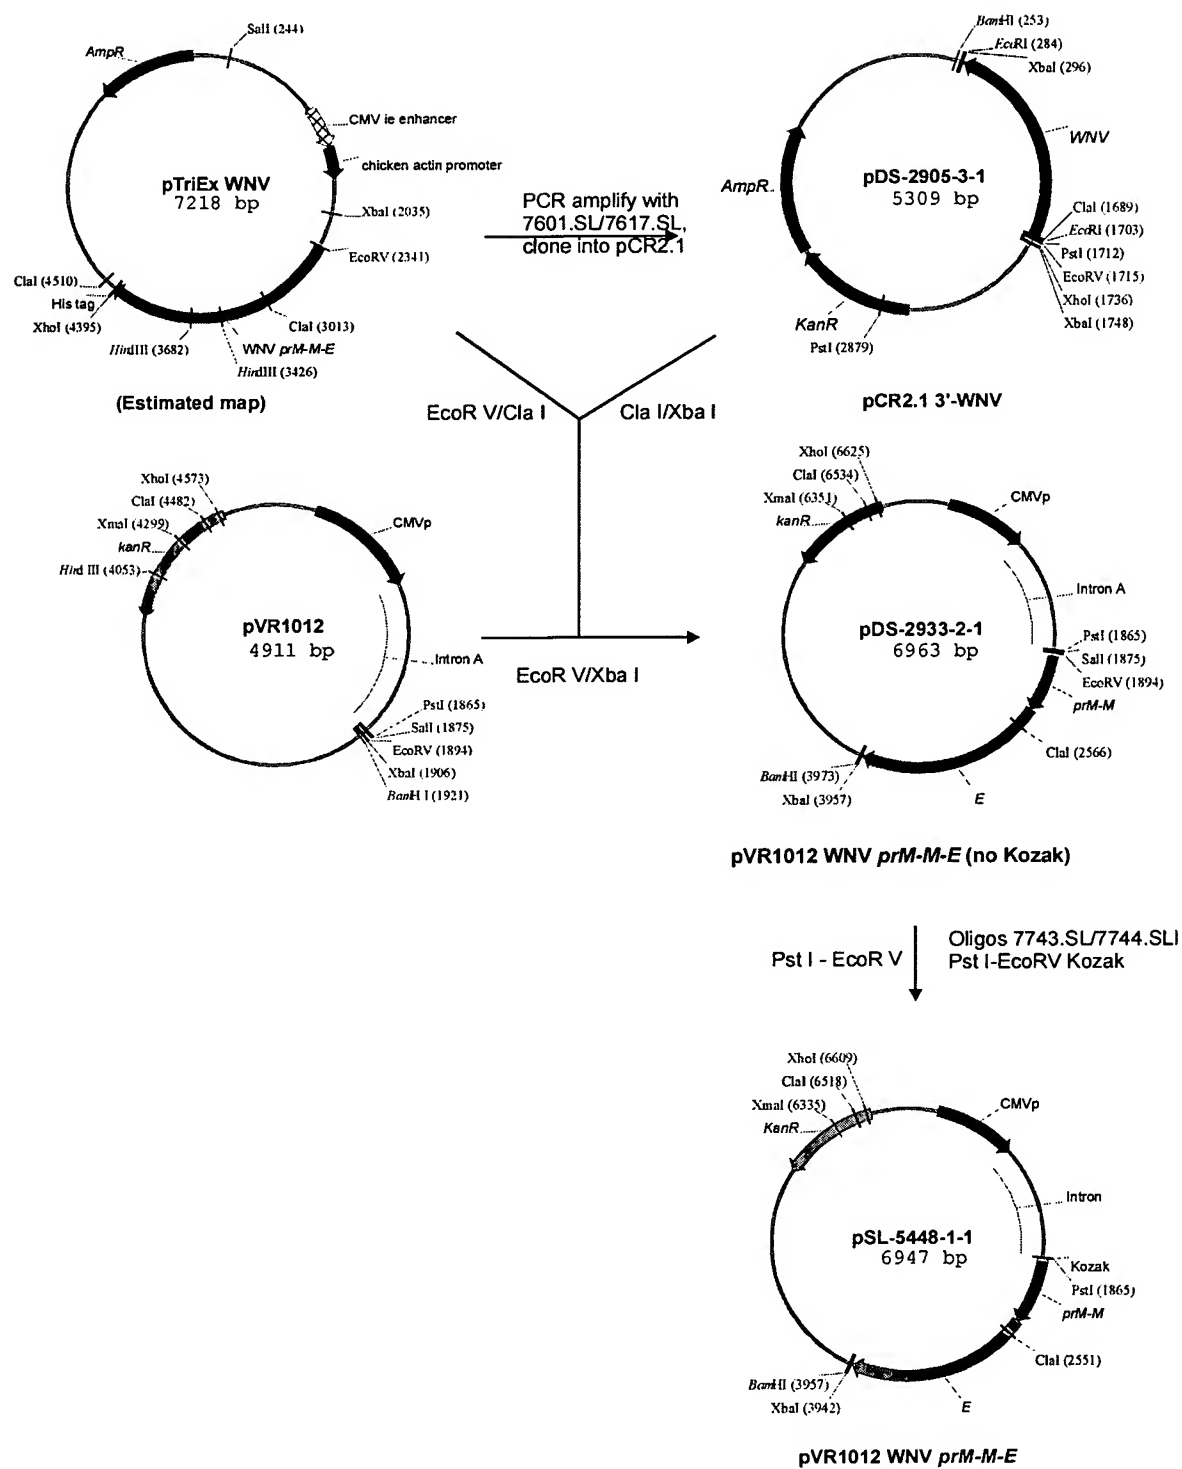 SalI (244)
AmpR
CMV ie enhancer
chicken actin promoter
pTriEx WNV
7218 bp
XbaI (2035)
EcoRV (2341)
ClaI (4510)
His tag
XhoI (4395)
ClaI (3013)
HindIII (3682)
WNV prM-M-E
HindIII (3426)
(Estimated map)
PCR amplify with
7601.SL/7617.SL,
clone into pCR2.1
BamHI (253)
EcoRI (284)
XbaI (296)
WNV
pDS-2905-3-1
5309 bp
AmpR
ClaI (1689)
EcoRI (1703)
PstI (1712)
EcoRV (1715)
XhoI (1736)
XbaI (1748)
KanR
PstI (2879)
pCR2.1 3'-WNV
EcoR V/Cla I
Cla I/Xba I
XhoI (4573)
ClaI (4482)
XmaI (4299)
kanR
Hind III (4053)
CMVp
pVR1012
4911 bp
Intron A
PstI (1865)
SalI (1875)
EcoRV (1894)
XbaI (1906)
BamH I (1921)
EcoR V/Xba I
XhoI (6625)
ClaI (6534)
XmaI (6351)
kanR
CMVp
Intron A
pDS-2933-2-1
6963 bp
PstI (1865)
SalI (1875)
EcoRV (1894)
prM-M
ClaI (2566)
BamHI (3973)
XbaI (3957)
E
pVR1012 WNV prM-M-E (no Kozak)
Pst I - EcoR V
Oligos 7743.SL/7744.SLI
Pst I-EcoRV Kozak
XhoI (6609)
ClaI (6518)
XmaI (6335)
KanR
CMVp
Intron
pSL-5448-1-1
6947 bp
Kozak
PstI (1865)
prM-M
ClaI (2551)
BamHI (3957)
XbaI (3942)
E
pVR1012 WNV prM-M-E